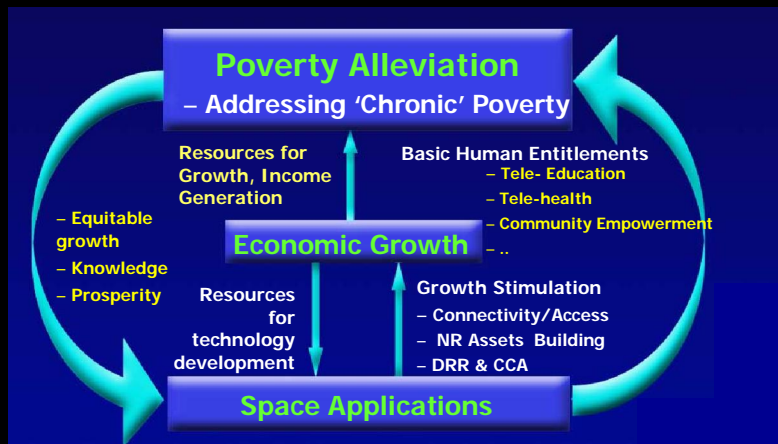 Poverty Alleviation
– Addressing ‘Chronic’ Poverty
Resources for
Growth, Income
Generation
Basic Human Entitlements
– Tele- Education
– Tele-health
– Community Empowerment
– ..
– Equitable
growth
– Knowledge
– Prosperity
Economic Growth
Resources
for
technology
development
Growth Stimulation
– Connectivity/Access
– NR Assets Building
– DRR & CCA
Space Applications